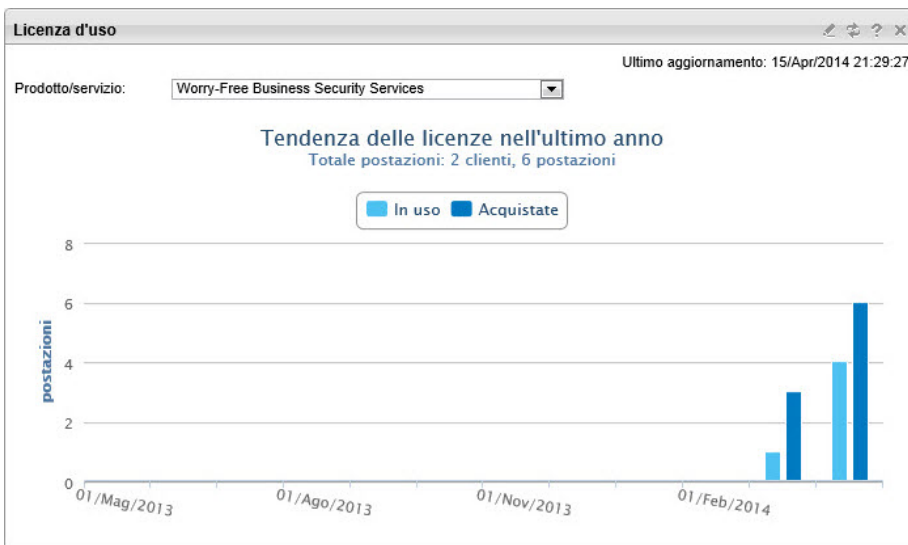 Licenza d'uso
Ultimo aggiornamento: 15/Apr/2014 21:29:27
Prodotto/servizio: Worry-Free Business Security Services
Tendenza delle licenze nell'ultimo anno
Totale postazioni: 2 clienti, 6 postazioni
In uso Acquistate
8
6
4
2
0
postazioni
01/Mag/2013 01/Ago/2013 01/Nov/2013 01/Feb/2014